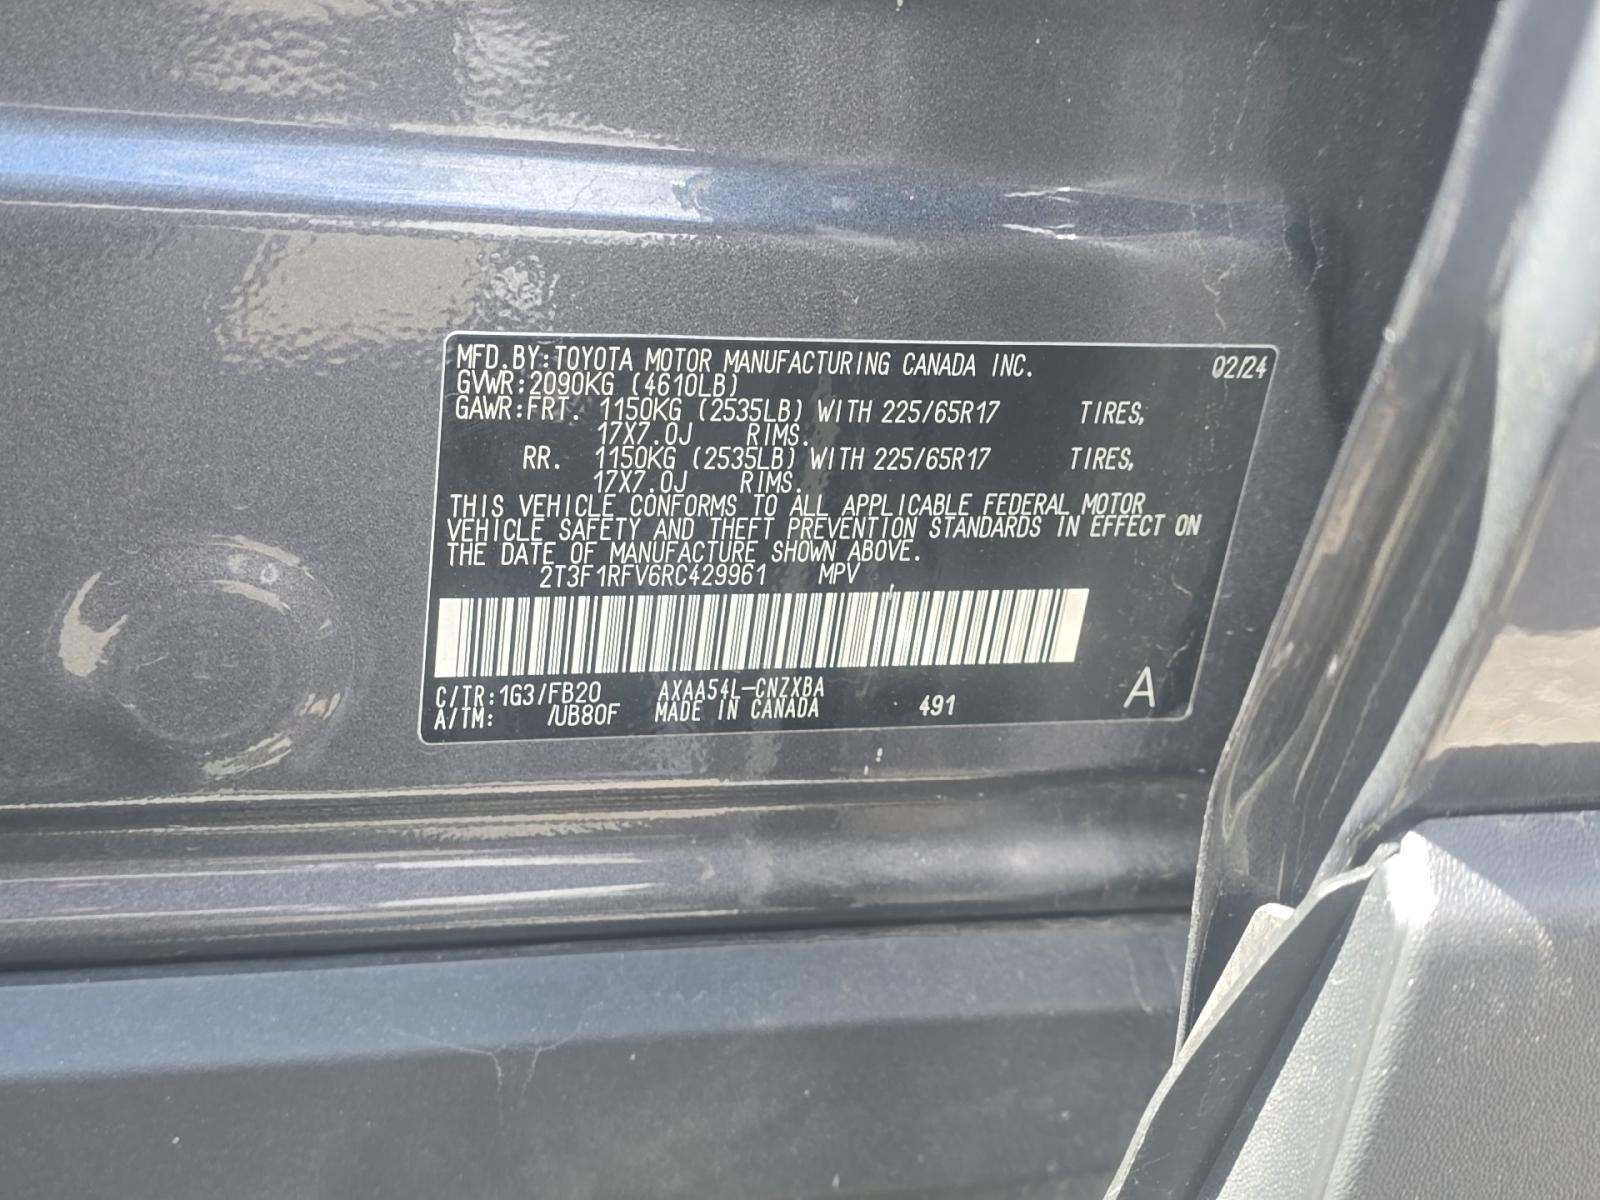 MFD.BY:TOYOTA MOTOR MANUFACTURING CANADA INC. 02/24
GVWR:2090KG (4610LB)
GAWR:FRT. 1150KG (2535LB) WITH 225/65R17 TIRES,
17X7.0J RIMS.
RR. 1150KG (2535LB) WITH 225/65R17 TIRES,
17X7.0J RIMS.
THIS VEHICLE CONFORMS TO ALL APPLICABLE FEDERAL MOTOR
VEHICLE SAFETY AND THEFT PREVENTION STANDARDS IN EFFECT ON
THE DATE OF MANUFACTURE SHOWN ABOVE.
2T3F1RFV6RC429961 MPV
C/TR:1G3/FB20 AXAA54L-CNZXBA
A/TM: /UB80F MADE IN CANADA 491 A